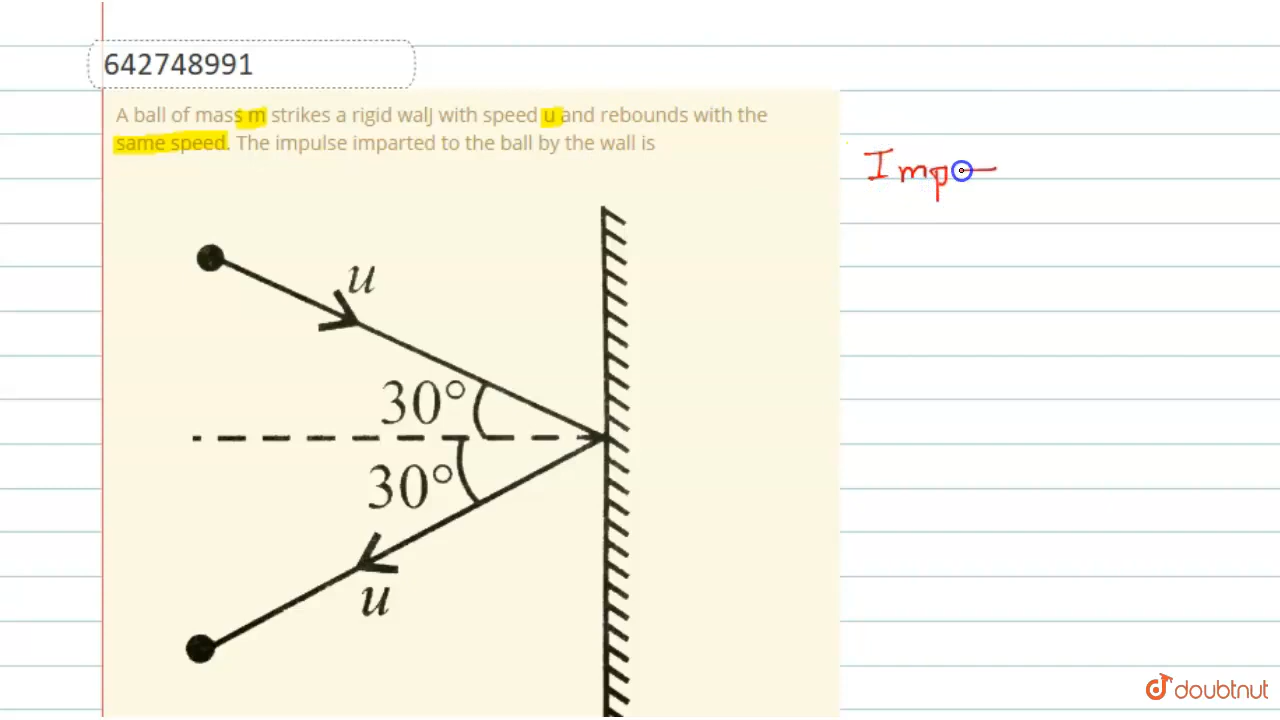 642748991
A ball of mass m strikes a rigid walJ with speed u and rebounds with the
same speed. The impulse imparted to the ball by the wall is
Imp
u
30°
30°
u
doubtnut